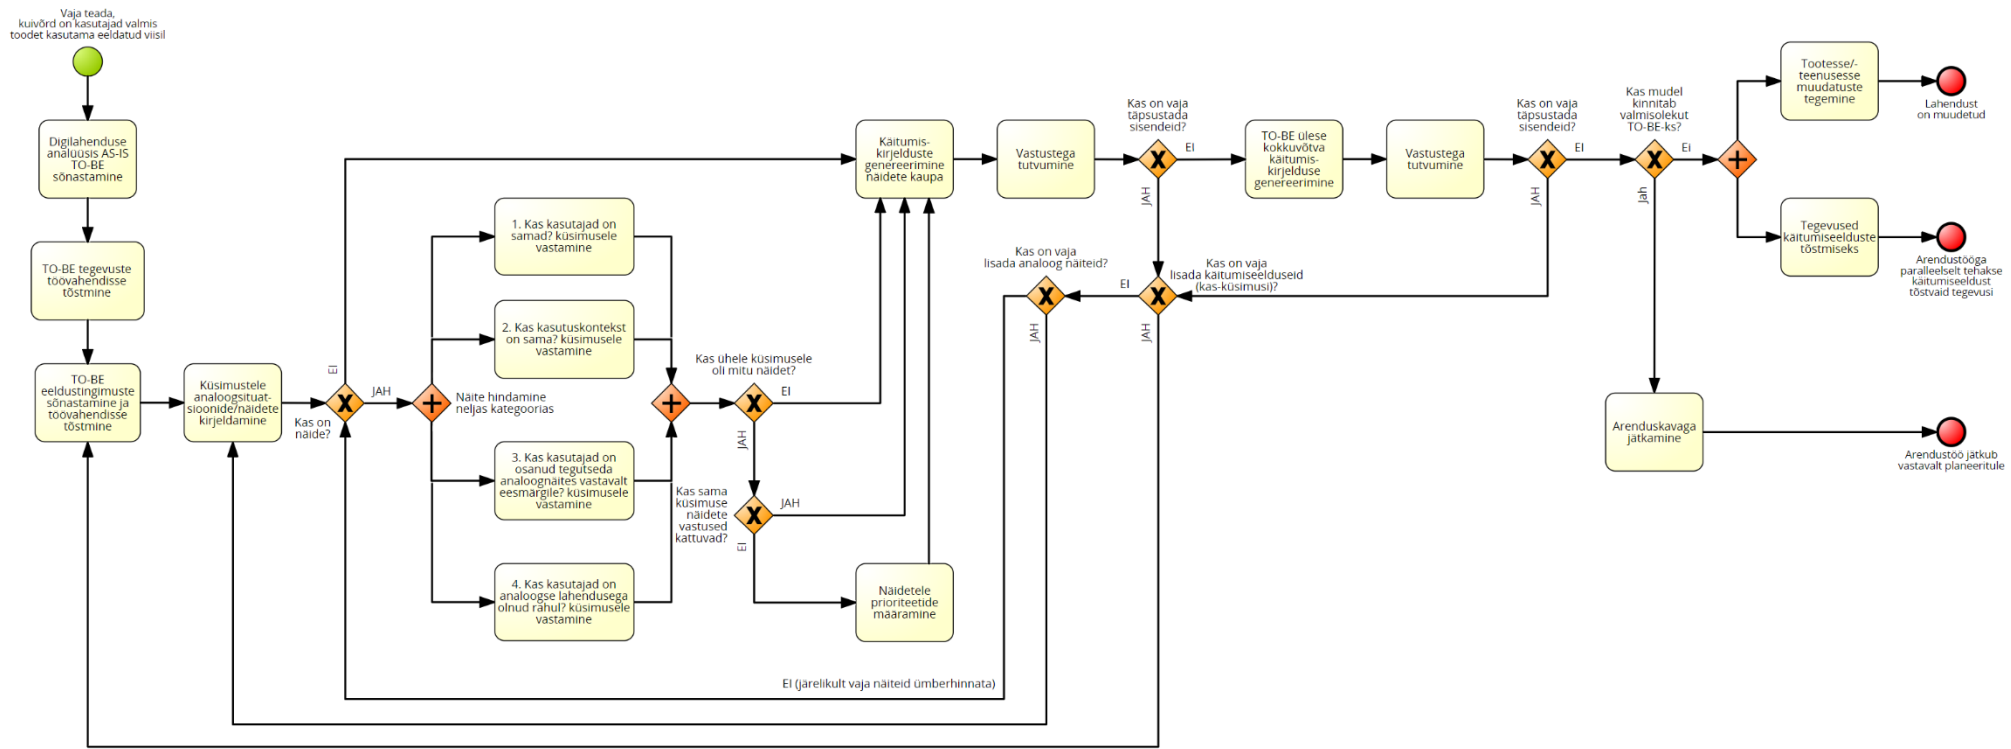 Vaja teada,
kuivõrd on kasutajad valmis
toodet kasutama eeldatud viisil
Digilahenduse
analüüsis AS-IS
TO-BE
sõnastamine
TO-BE tegevuste
töövahendisse
tõstmine
TO-BE
eeldustingimuste
sõnastamine ja
töövahendisse
tõstmine
Küsimustele
analoogsituat-
sioonide/näidete
kirjeldamine
Kas on
näide?
EI
JAH
Näite hindamine
neljas kategoorias
1. Kas kasutajad on
samad? küsimusele
vastamine
2. Kas kasutuskontekst
on sama? küsimusele
vastamine
3. Kas kasutajad on
osanud tegutseda
analoognäites vastavalt
eesmärgile? küsimusele
vastamine
4. Kas kasutajad on
analoogse lahendusega
olnud rahul? küsimusele
vastamine
Kas ühele küsimusele
oli mitu näidet?
EI
JAH
Kas sama
küsimuse
näidete
vastused
kattuvad?
JAH
EI
Näidetele
prioriteetide
määramine
Käitumis-
kirjelduste
genereerimine
näidete kaupa
Vastustega
tutvumine
Kas on vaja
täpsustada
sisendeid?
EI
JAH
TO-BE ülese
kokkuvõtva
käitumis-
kirjelduse
genereerimine
Vastustega
tutvumine
Kas on vaja
täpsustada
sisendeid?
EI
JAH
Kas mudel
kinnitab
valmisolekut
TO-BE-ks?
Ei
Jah
Tootesse/-
teenusesse
muudatuste
tegemine
Lahendust
on muudetud
Tegevused
käitumiseelduste
tõstmiseks
Arendustööga
paralleelselt tehakse
käitumiseeldust
tõstvaid tegevusi
Arenduskavaga
jätkamine
Arendustöö jätkub
vastavalt planeeritule
Kas on vaja
lisada käitumiseelduseid
(kas-küsimusi)?
EI
JAH
Kas on vaja
lisada analoog näiteid?
JAH
EI (järelikult vaja näiteid ümberhinnata)